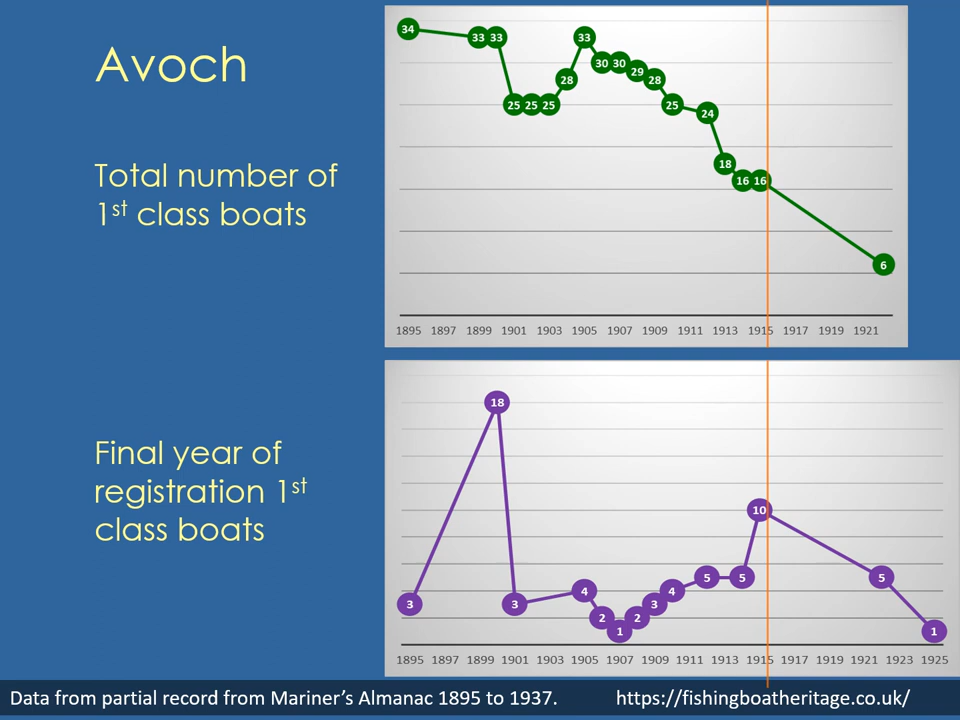 Avoch
Total number of
1st class boats
34 33 33 25 25 25 28 33 30 30 29 28 25 24 18 16 16 6
1895 1897 1899 1901 1903 1905 1907 1909 1911 1913 1915 1917 1919 1921
Final year of
registration 1st
class boats
3 18 3 4 2 1 2 3 4 5 5 10 5 1
1895 1897 1899 1901 1903 1905 1907 1909 1911 1913 1915 1917 1919 1921 1923 1925
Data from partial record from Mariner’s Almanac 1895 to 1937. https://fishingboatheritage.co.uk/